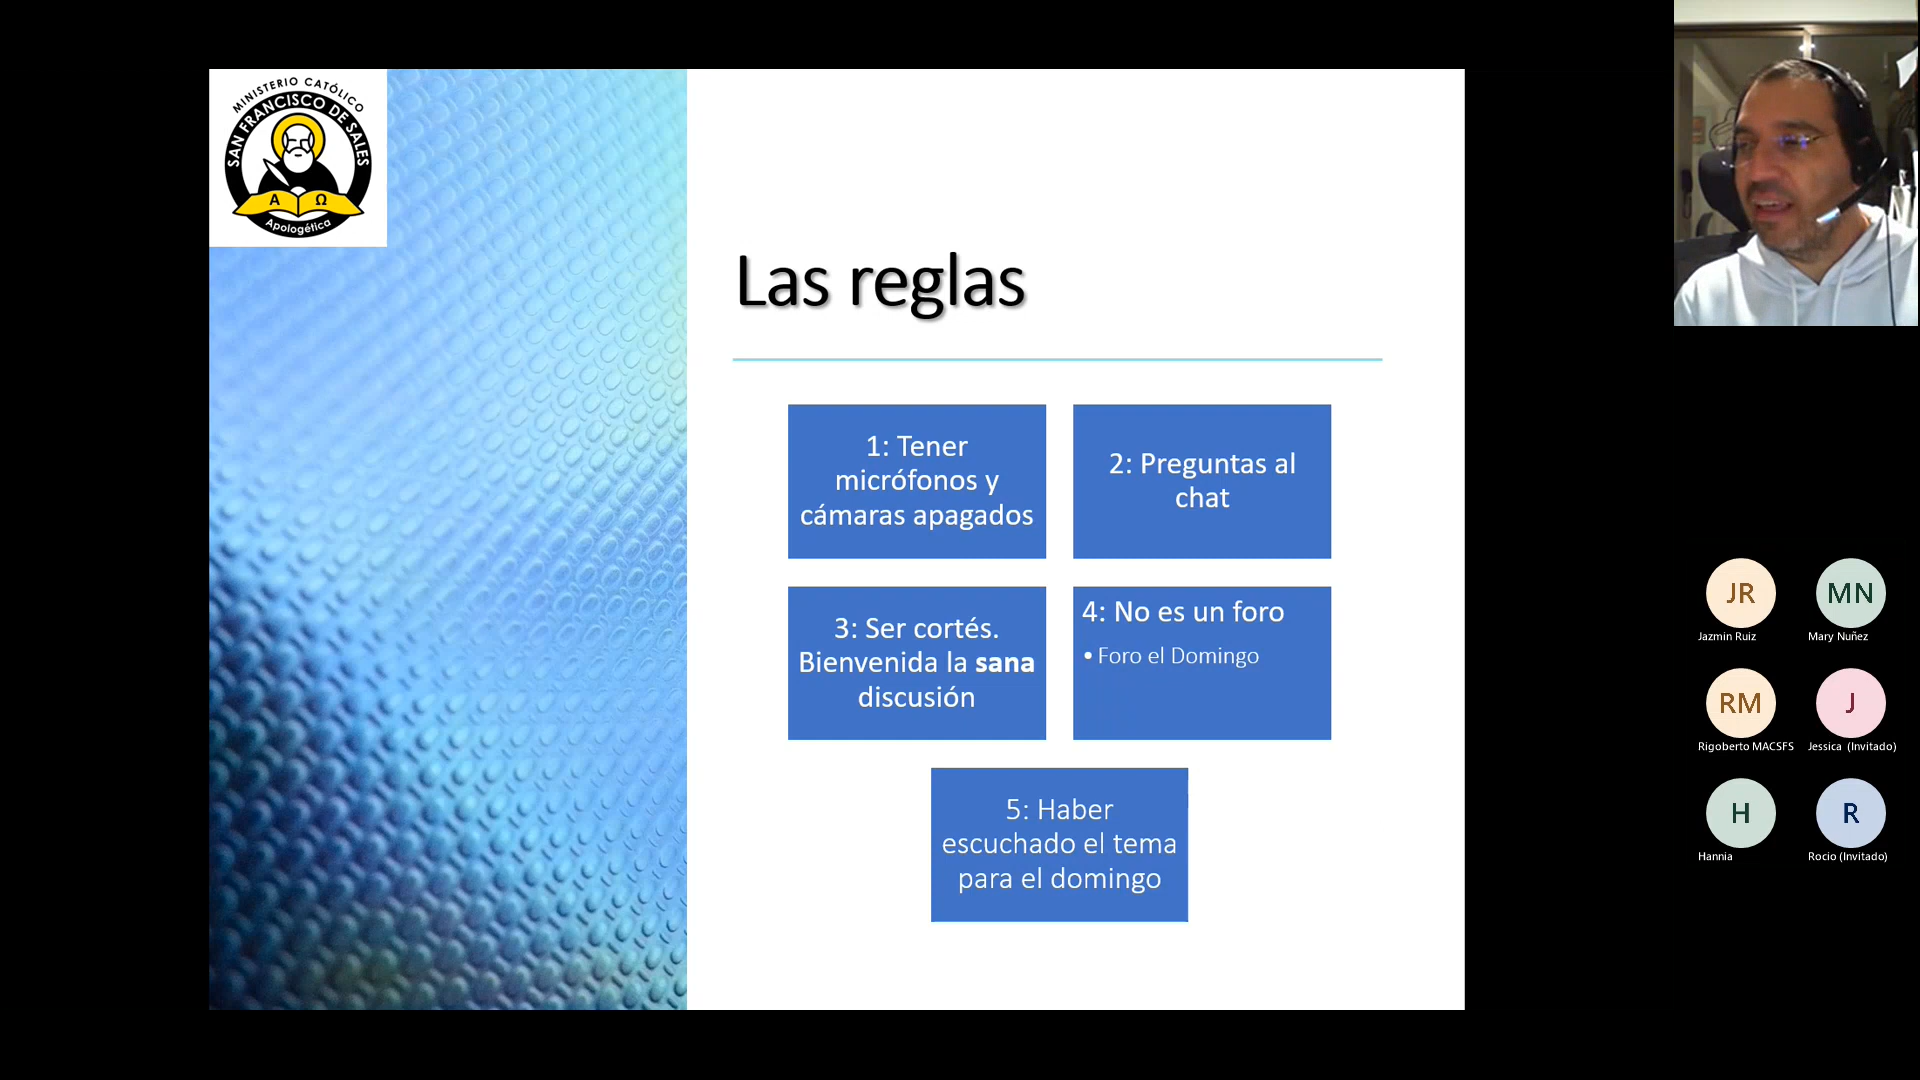 MINISTERIO CATÓLICO
SAN FRANCISCO DE SALES
Α Ω
Apologética
Las reglas
1: Tener
micrófonos y
cámaras apagados
2: Preguntas al
chat
3: Ser cortés.
Bienvenida la sana
discusión
4: No es un foro
• Foro el Domingo
5: Haber
escuchado el tema
para el domingo
JR
Jazmin Ruiz
MN
Mary Nuñez
RM
Rigoberto MACSFS
J
Jessica (Invitado)
H
Hannia
R
Rocio (Invitado)